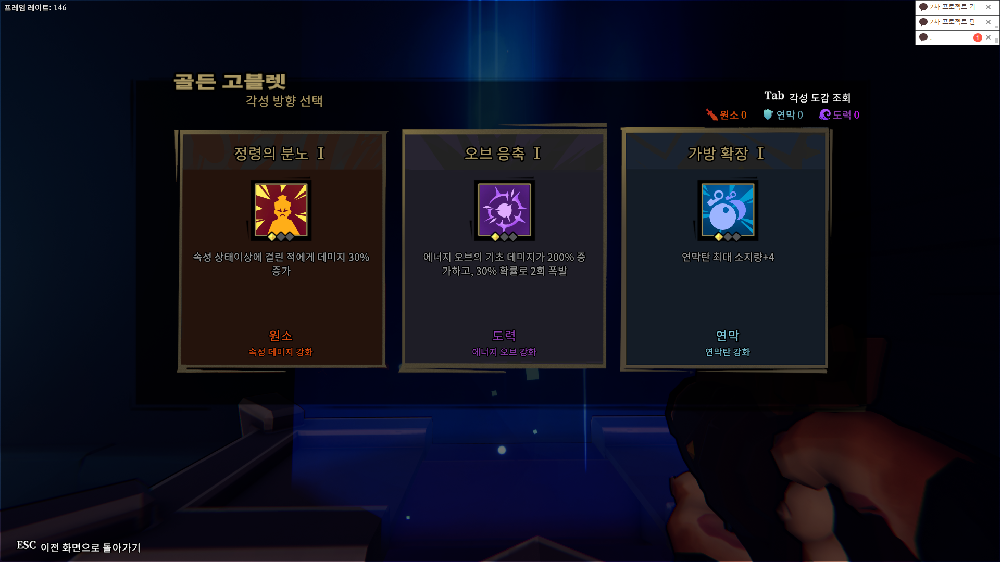 프레임 레이트: 146
2차 프로젝트 기...
2차 프로젝트 단...
.
1
골든 고블렛
각성 방향 선택
Tab 각성 도감 조회
원소 0 연막 0 도력 0
정령의 분노 I
속성 상태이상에 걸린 적에게 데미지 30%
증가
원소
속성 데미지 강화
오브 응축 I
에너지 오브의 기초 데미지가 200% 증
가하고, 30% 확률로 2회 폭발
도력
에너지 오브 강화
가방 확장 I
연막탄 최대 소지량+4
연막
연막탄 강화
ESC 이전 화면으로 돌아가기